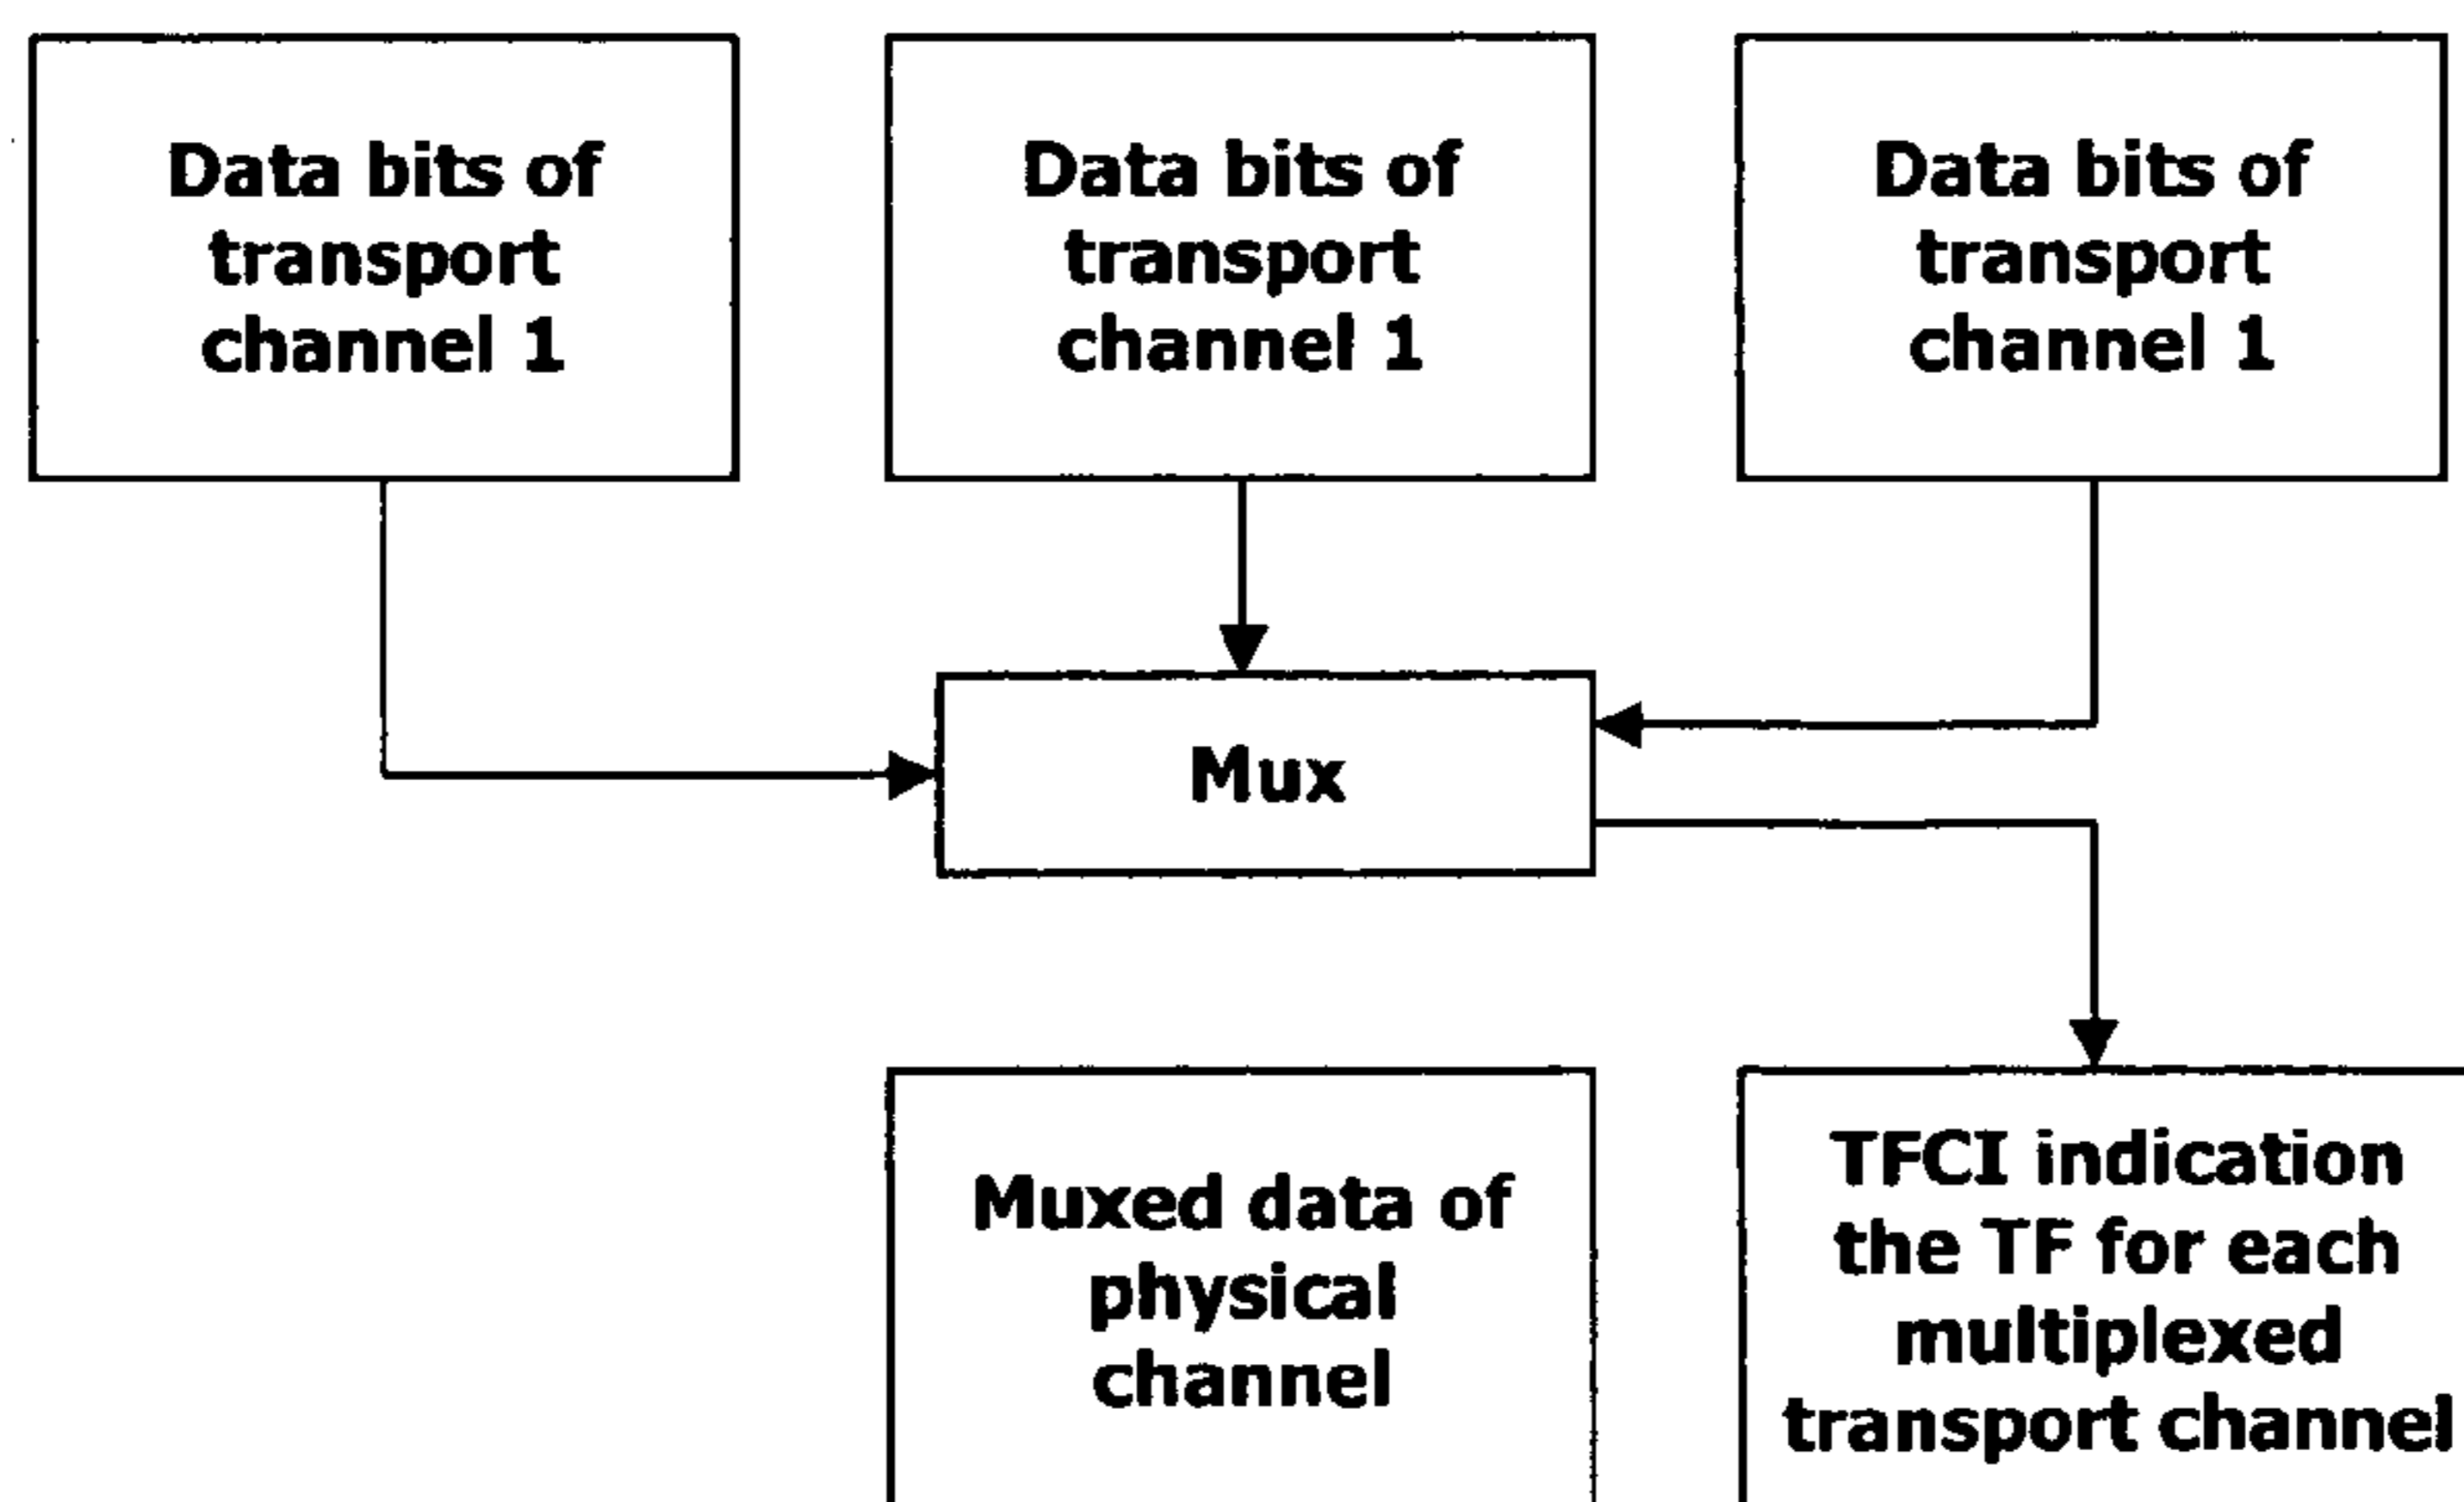 Data bits of
transport
channel 1
Data bits of
transport
channel 1
Data bits of
transport
channel 1
Mux
Muxed data of
physical
channel
TFCI indication
the TF for each
multiplexed
transport channel